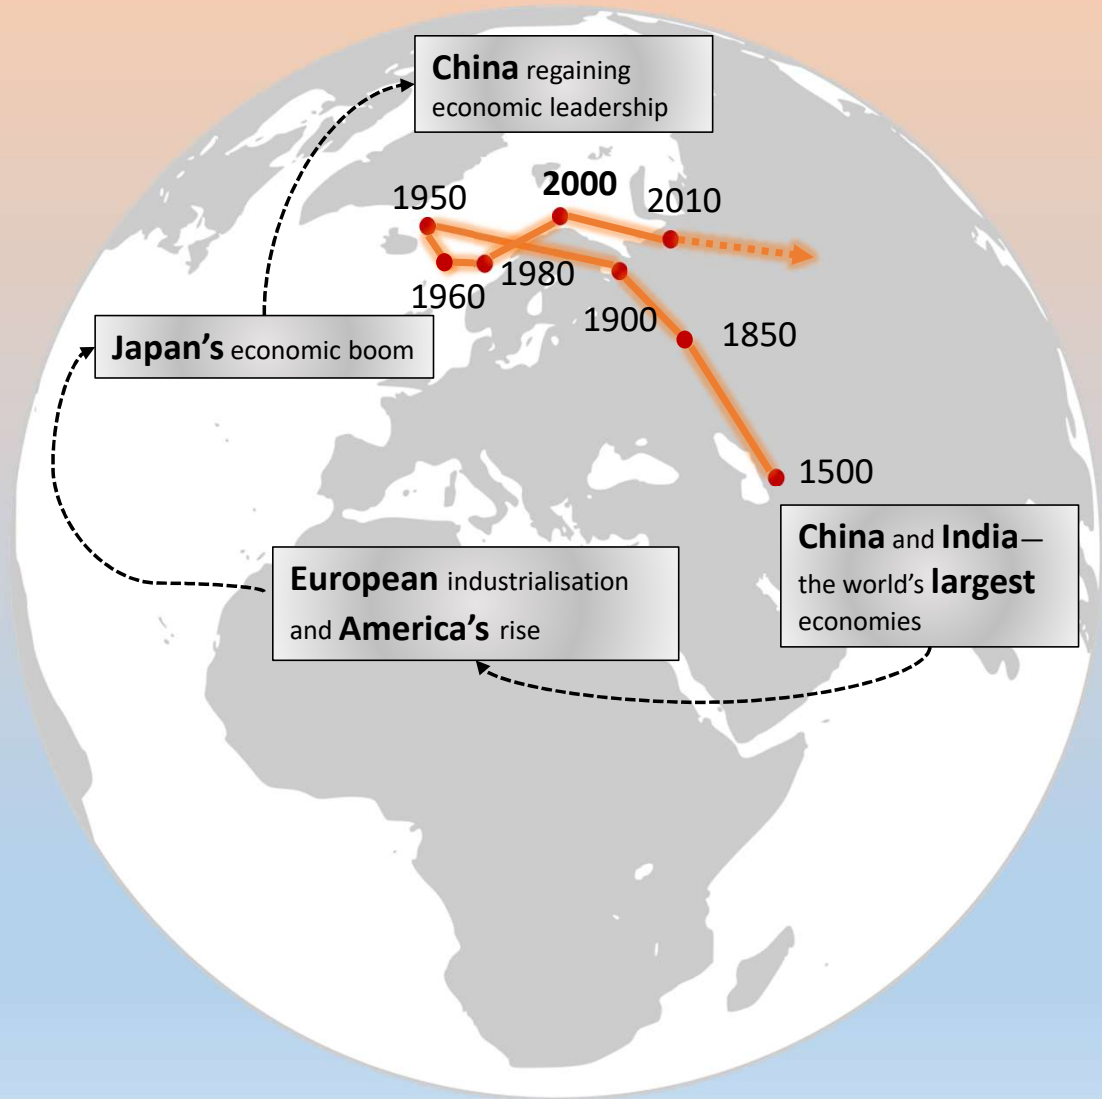 China regaining
economic leadership
1950
2000
2010
1960
1980
1900
1850
Japan's economic boom
1500
China and India—
the world's largest
economies
European industrialisation
and America's rise